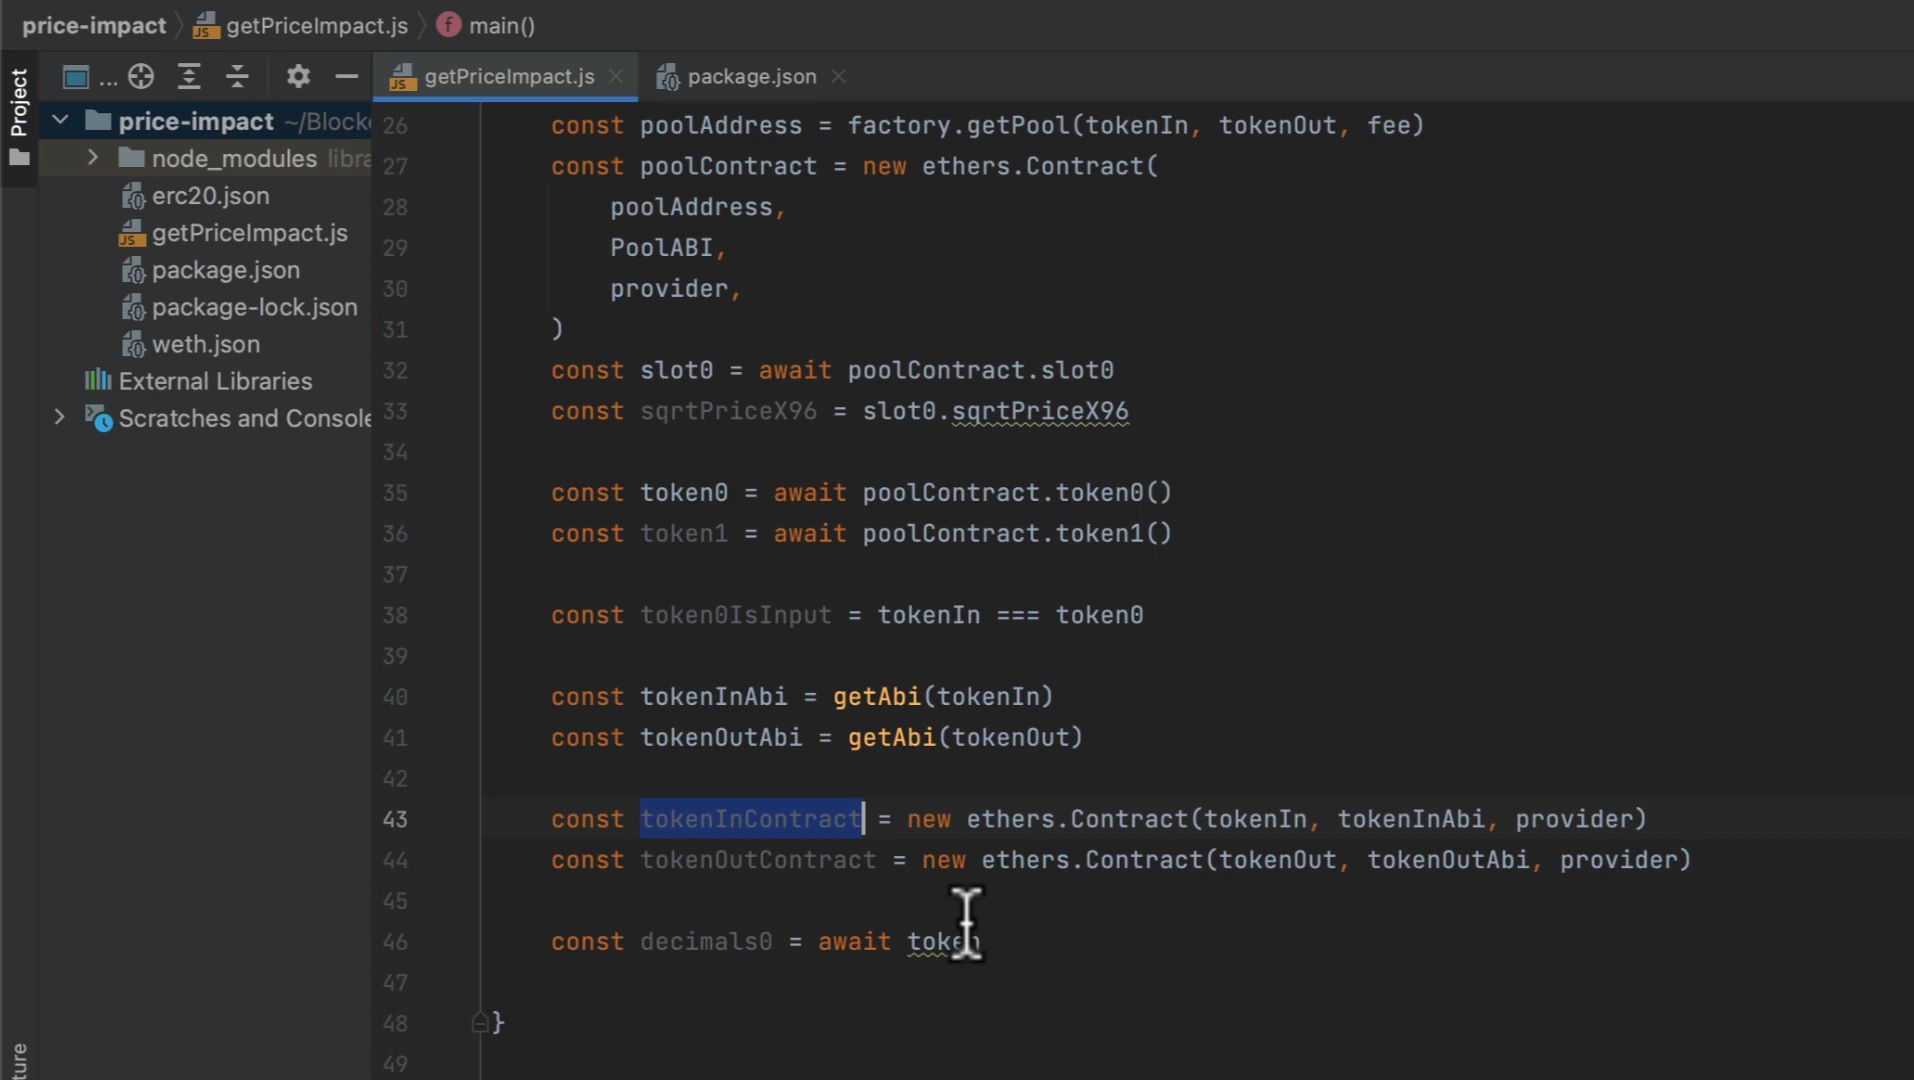 price-impact getPriceImpact.js f main()
Project
... getPriceImpact.js package.json
price-impact ~/Blocke
node_modules libra
erc20.json
getPriceImpact.js
package.json
package-lock.json
weth.json
External Libraries
Scratches and Console
26 const poolAddress = factory.getPool(tokenIn, tokenOut, fee)
27 const poolContract = new ethers.Contract(
28 poolAddress,
29 PoolABI,
30 provider,
31 )
32 const slot0 = await poolContract.slot0
33 const sqrtPriceX96 = slot0.sqrtPriceX96
34
35 const token0 = await poolContract.token0()
36 const token1 = await poolContract.token1()
37
38 const token0IsInput = tokenIn === token0
39
40 const tokenInAbi = getAbi(tokenIn)
41 const tokenOutAbi = getAbi(tokenOut)
42
43 const tokenInContract = new ethers.Contract(tokenIn, tokenInAbi, provider)
44 const tokenOutContract = new ethers.Contract(tokenOut, tokenOutAbi, provider)
45
46 const decimals0 = await token
47
48 }
49
ture